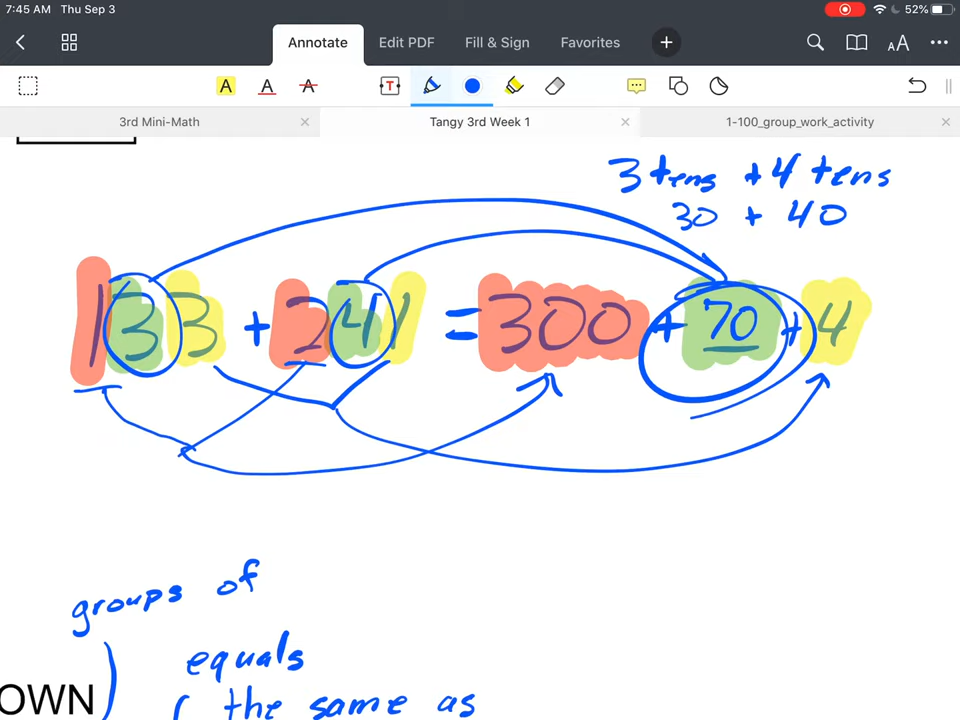 7:45 AM Thu Sep 3 52%
Annotate Edit PDF Fill & Sign Favorites
A A A T AA
3rd Mini-Math Tangy 3rd Week 1 1-100_group_work_activity
3 tens + 4 tens
30 + 40
133 + 241 = 300 + 70 + 4
groups of
equals
OWN
the same as